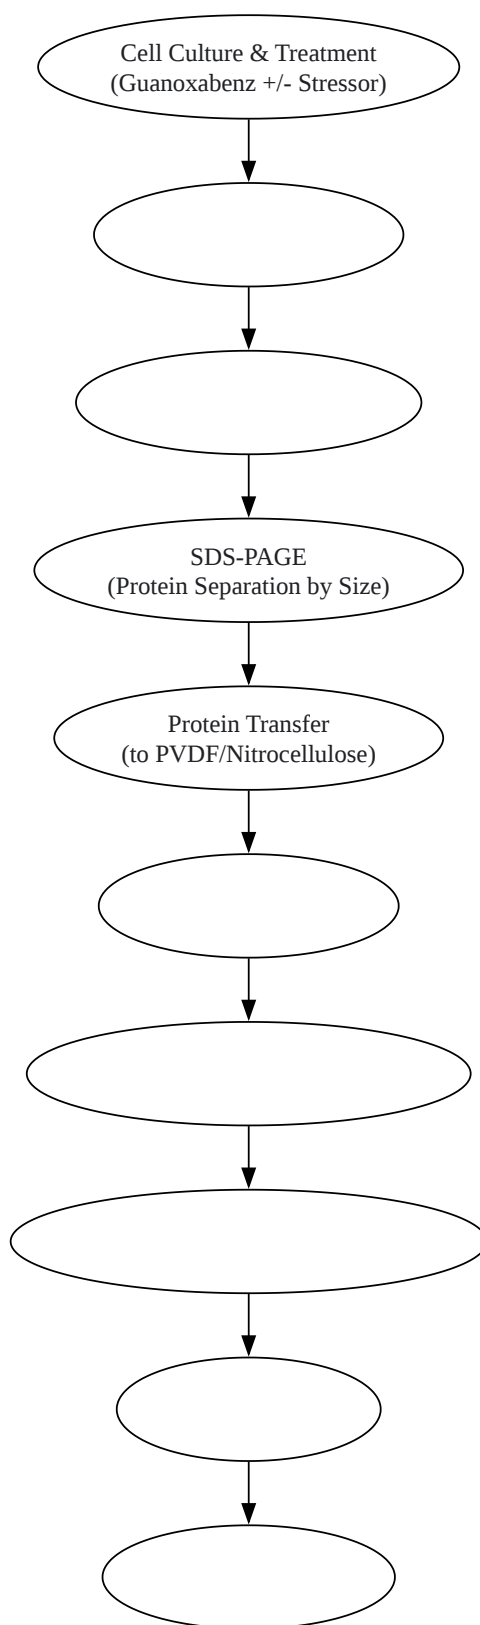 Cell Culture & Treatment
(Guanoxabenz +/- Stressor)
SDS-PAGE
(Protein Separation by Size)
Protein Transfer
(to PVDF/Nitrocellulose)